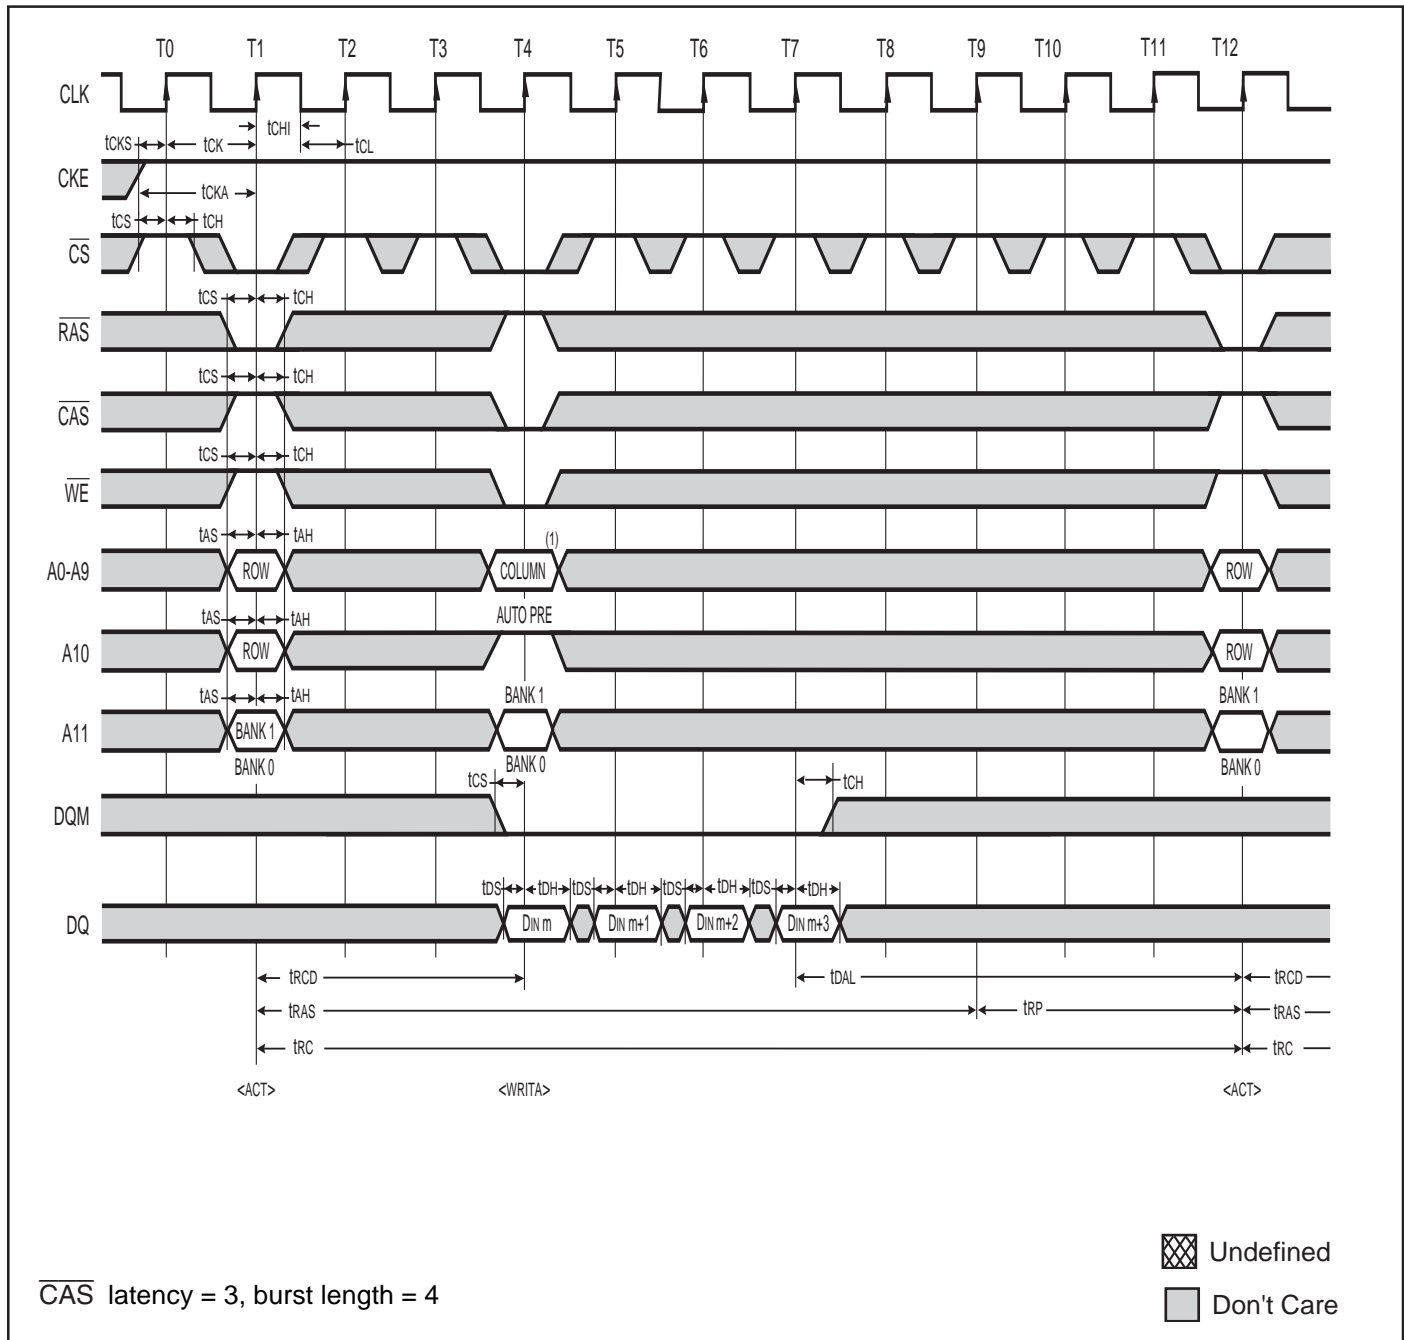 T0 T1 T2 T3 T4 T5 T6 T7 T8 T9 T10 T11 T12
CLK
tCHI
tCKS tCK tCL
CKE
tCKA
tCS tCH
CS
tCS tCH
RAS
tCS tCH
CAS
tCS tCH
WE
tAS tAH (1)
A0-A9 ROW COLUMN ROW
tAS tAH AUTO PRE
A10 ROW ROW
tAS tAH BANK 1 BANK 1
A11 BANK 1
BANK 0 BANK 0 BANK 0
tCS tCH
DQM
tDS tDH tDS tDH tDS tDH tDS tDH
DQ DIN m DIN m+1 DIN m+2 DIN m+3
tRCD tDAL tRCD
tRAS tRP tRAS
tRC tRC
<ACT> <WRITA> <ACT>
Undefined
CAS latency = 3, burst length = 4
Don't Care